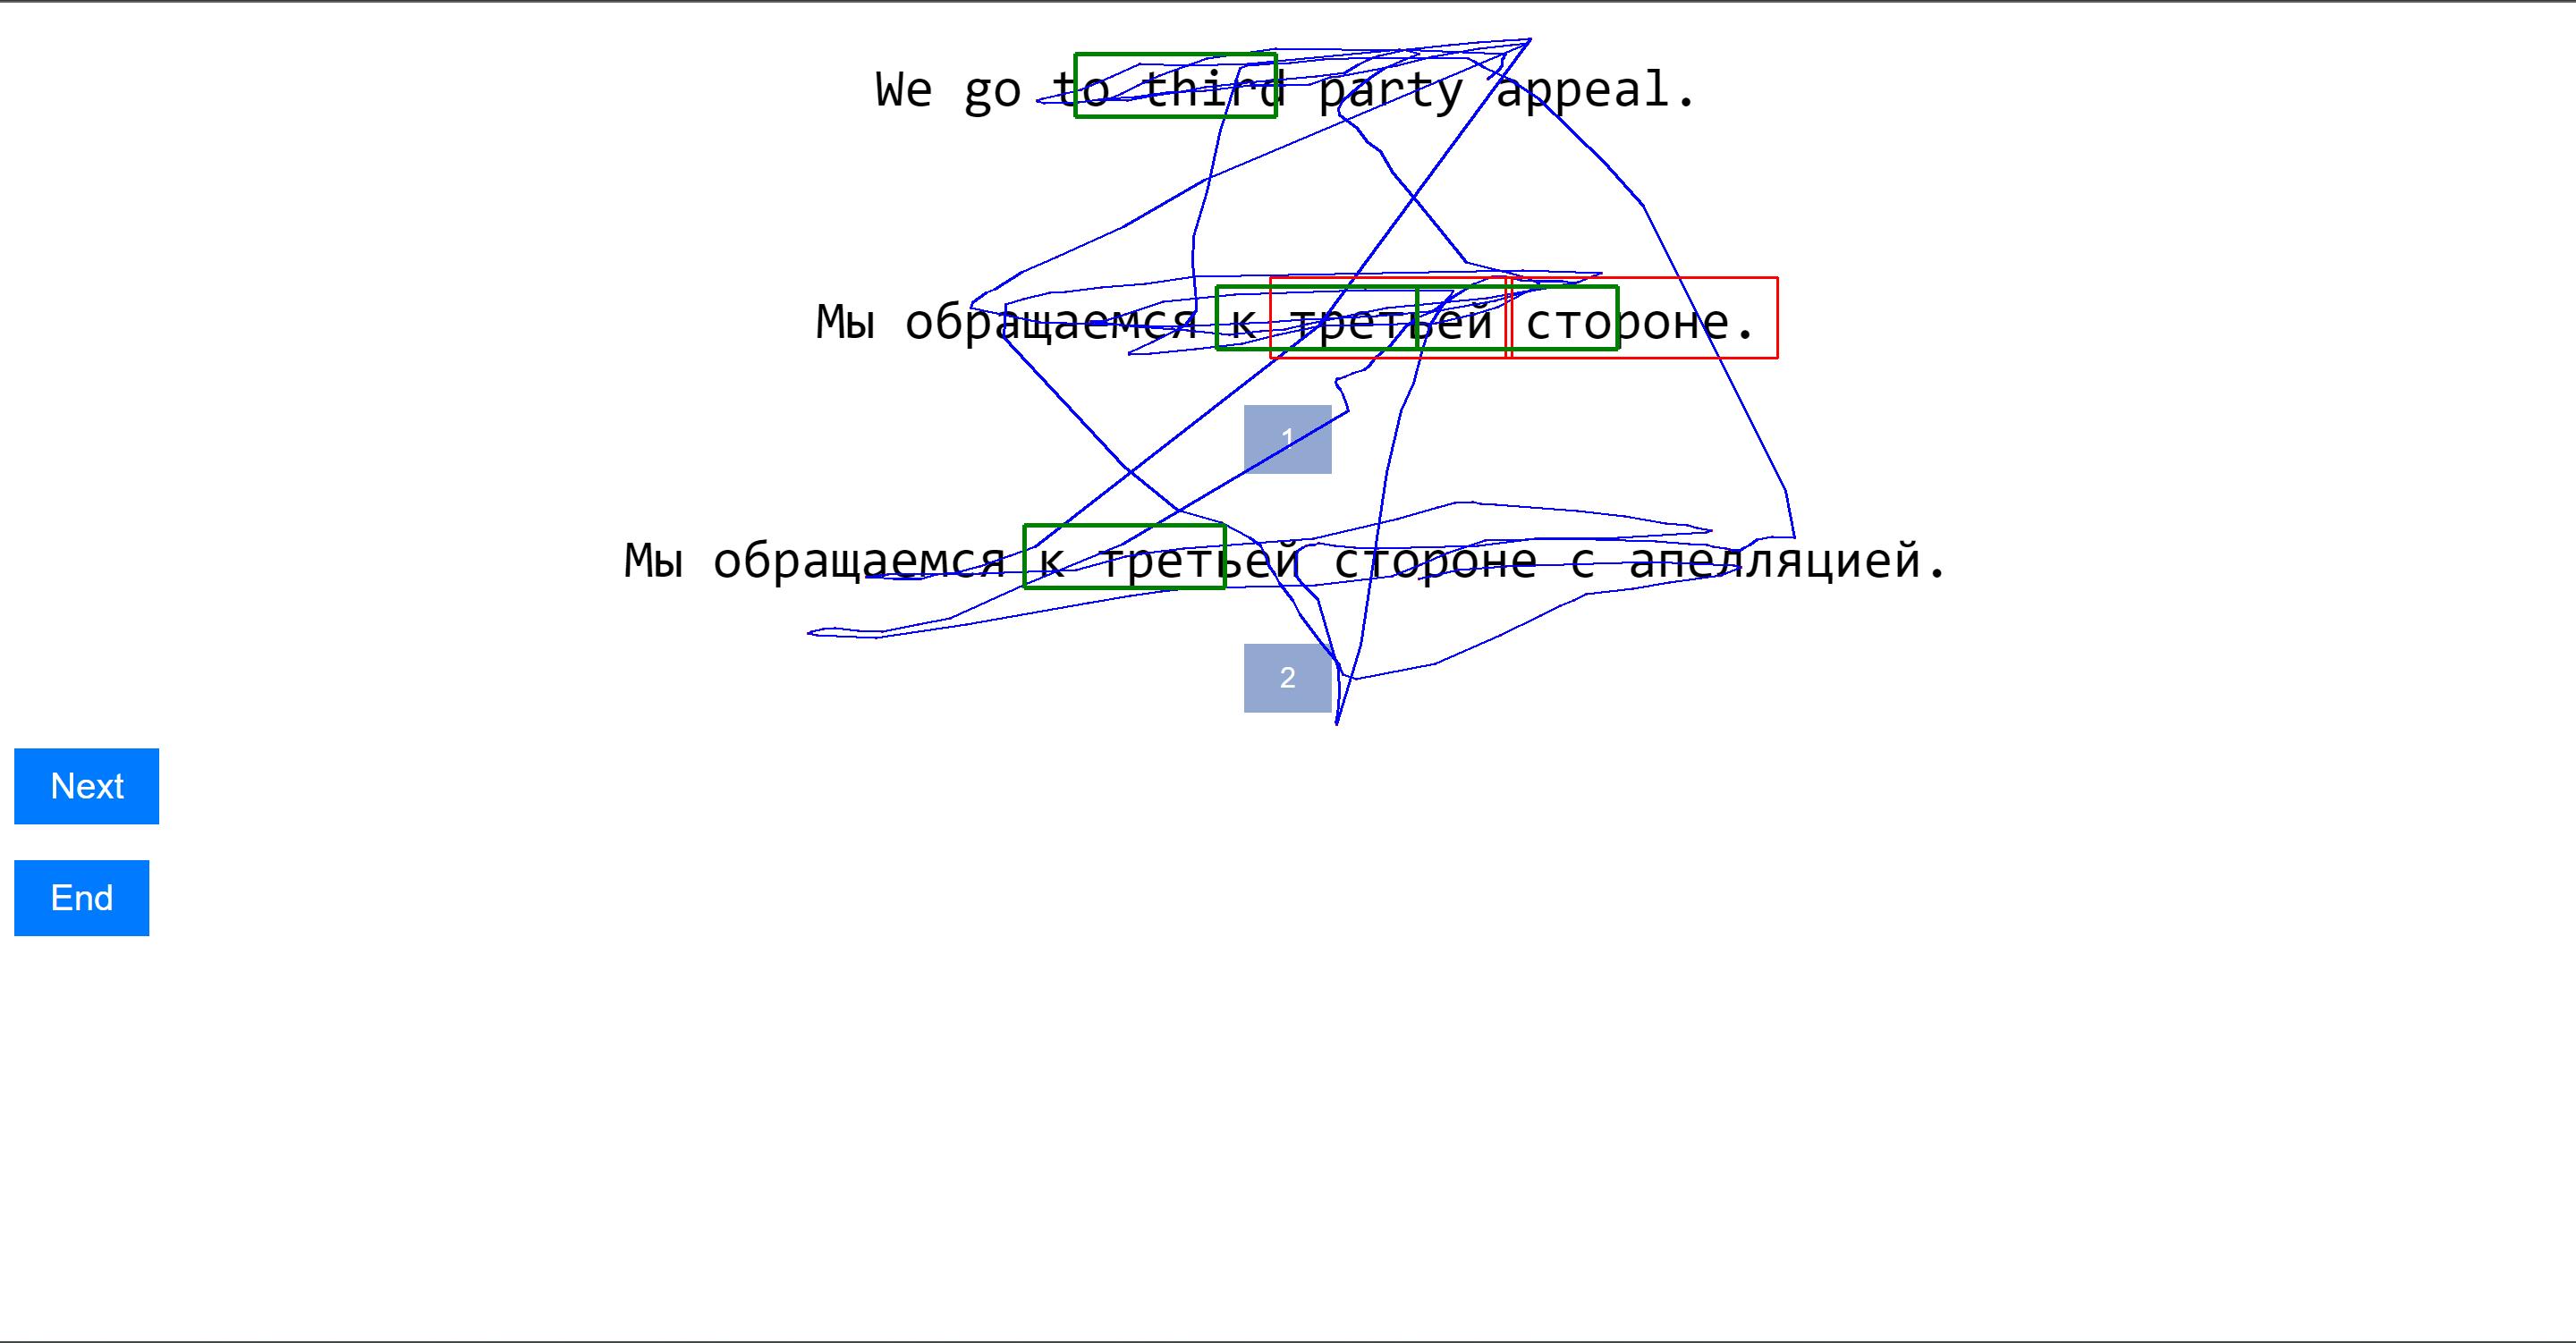 We go to third party appeal.
Мы обращаемся к третьей стороне.
1
Мы обращаемся к третьей стороне с апелляцией.
2
Next
End